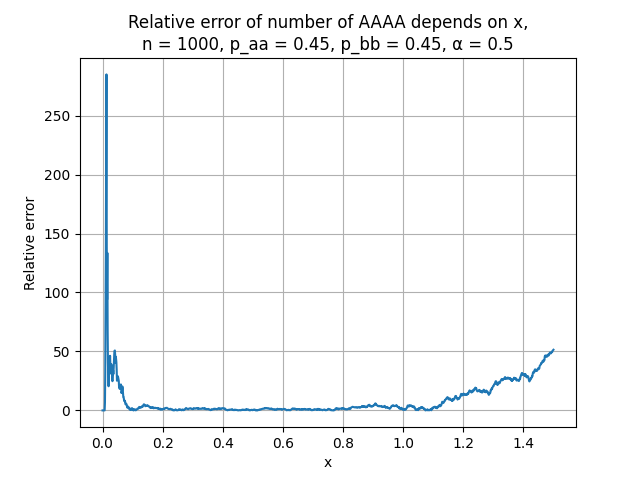 Relative error of number of AAAA depends on x,
n = 1000, p_aa = 0.45, p_bb = 0.45, α = 0.5
Relative error
250
200
150
100
50
0
0.0 0.2 0.4 0.6 0.8 1.0 1.2 1.4
x